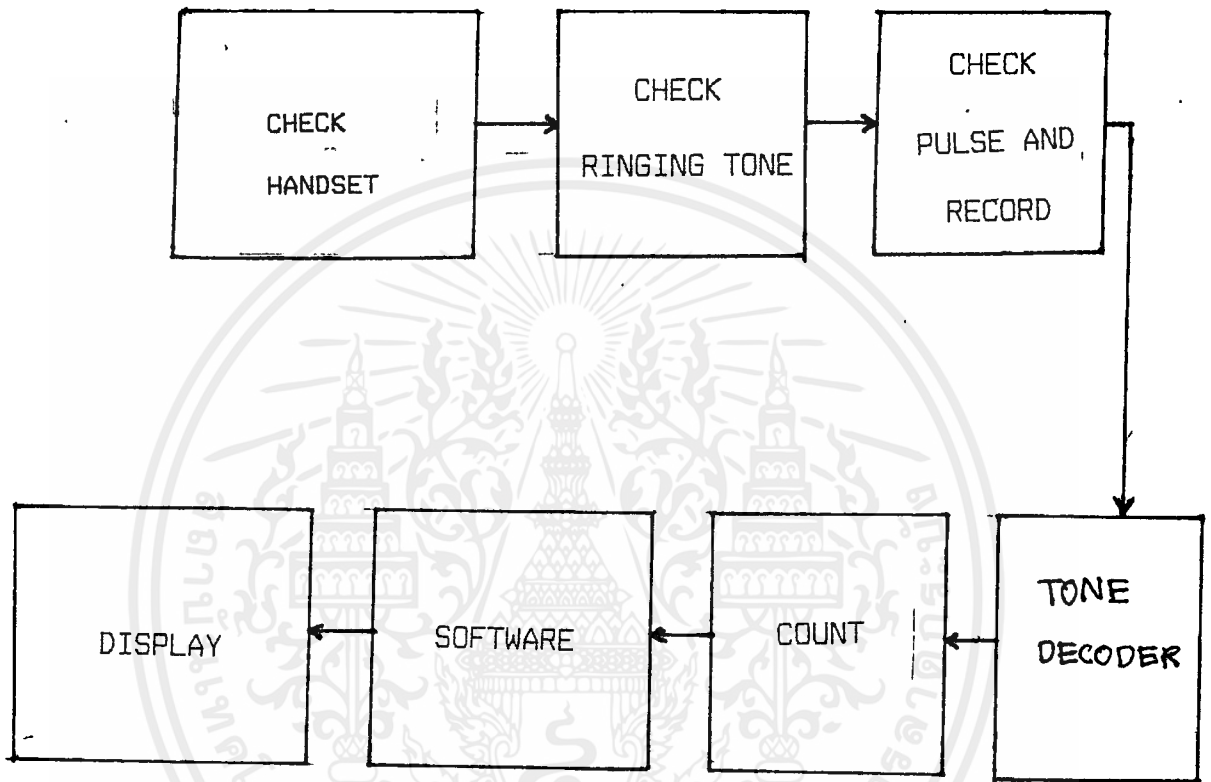 CHECK
HANDSET
CHECK
RINGING TONE
CHECK
PULSE AND
RECORD
TONE
DECODER
COUNT
SOFTWARE
DISPLAY